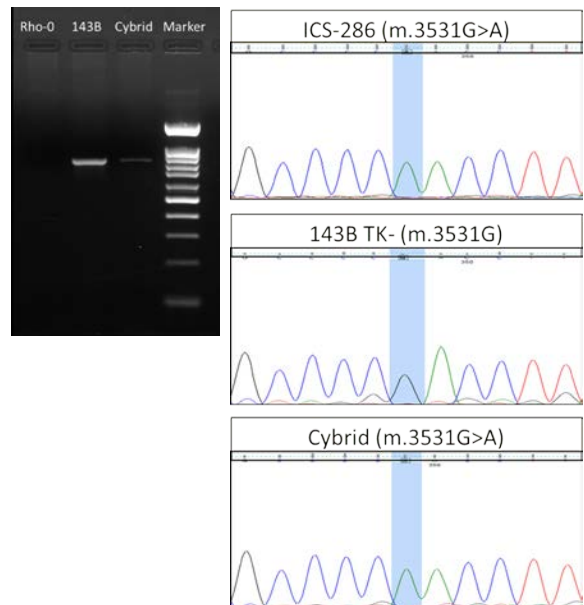 Rho-0 143B Cybrid Marker
ICS-286 (m.3531G>A)
143B TK- (m.3531G)
Cybrid (m.3531G>A)